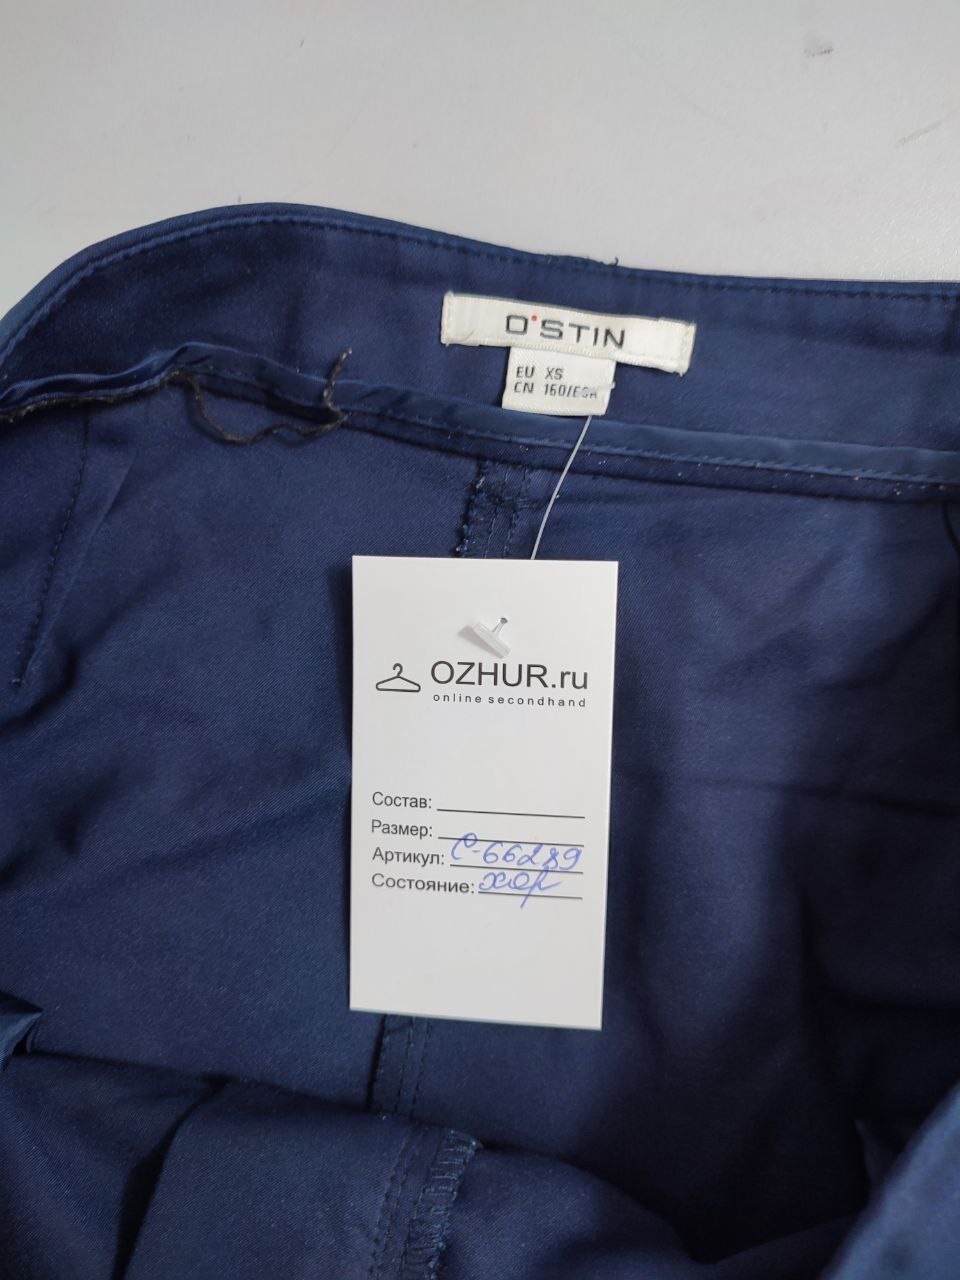 O'STIN
EU XS
CN 160/
OZHUR.ru
online secondhand
Состав:
Размер:
Артикул: С-66289
Состояние: хор